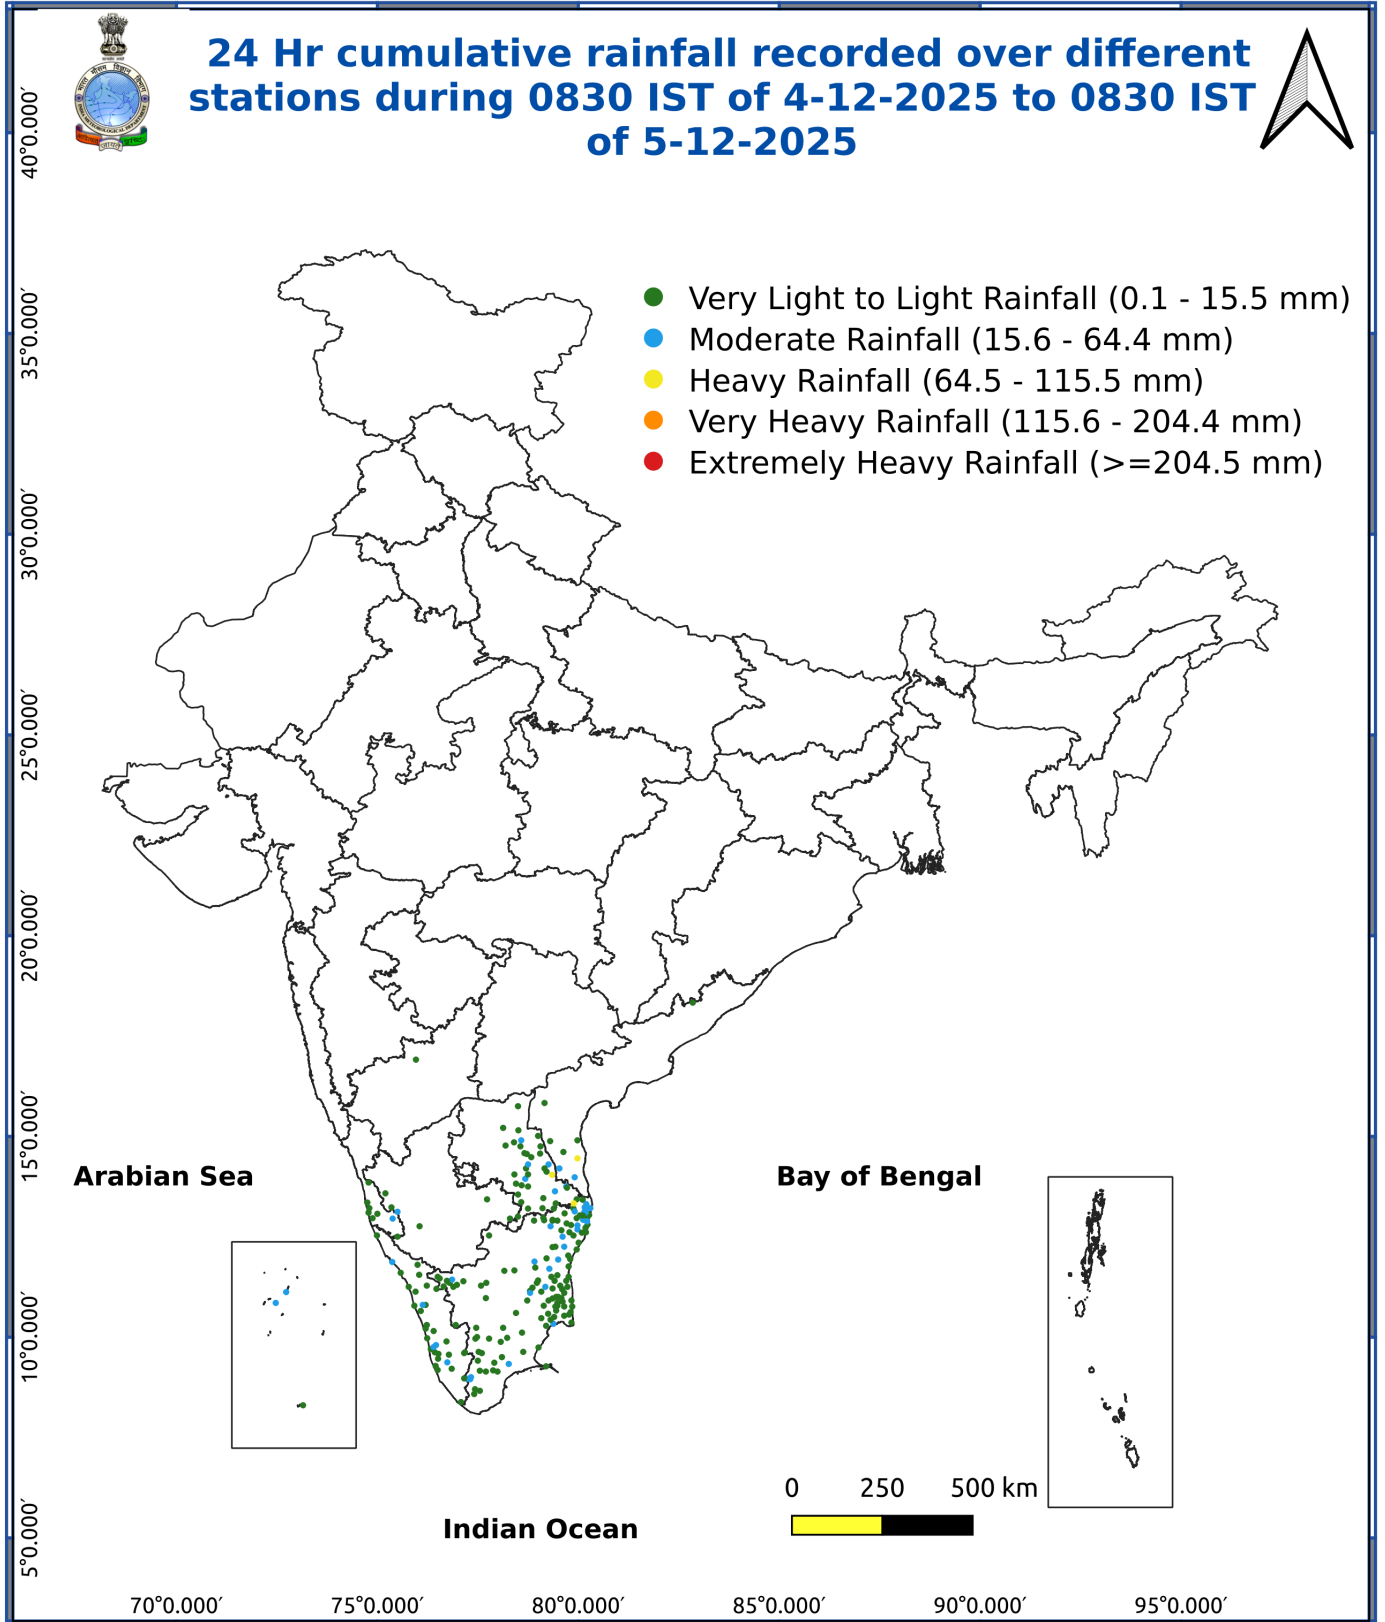 24 Hr cumulative rainfall recorded over different
stations during 0830 IST of 4-12-2025 to 0830 IST
of 5-12-2025
Very Light to Light Rainfall (0.1 - 15.5 mm)
Moderate Rainfall (15.6 - 64.4 mm)
Heavy Rainfall (64.5 - 115.5 mm)
Very Heavy Rainfall (115.6 - 204.4 mm)
Extremely Heavy Rainfall (>=204.5 mm)
40°0.000′
35°0.000′
30°0.000′
25°0.000′
20°0.000′
15°0.000′
10°0.000′
5°0.000′
Arabian Sea
Bay of Bengal
Indian Ocean
0 250 500 km
70°0.000′ 75°0.000′ 80°0.000′ 85°0.000′ 90°0.000′ 95°0.000′